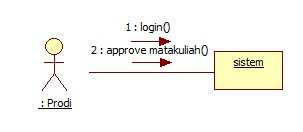 1 : login()
2 : approve matakuliah()
sistem
: Prodi